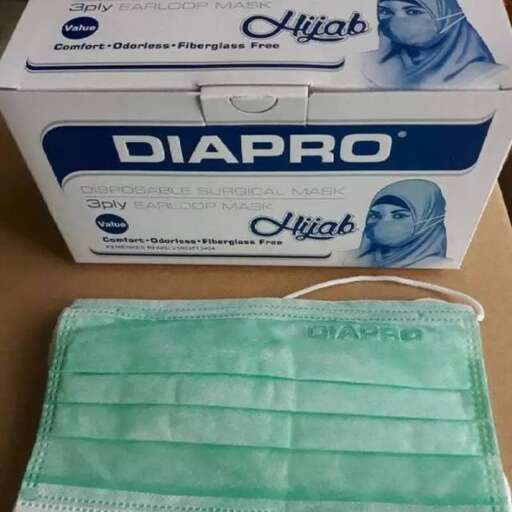 3ply EARLOOP MASK
Value
Hijab
Comfort • Odorless • Fiberglass Free
DIAPRO®
DISPOSABLE SURGICAL MASK
3ply EARLOOP MASK
Value
Hijab
Comfort • Odorless • Fiberglass Free
DIAPRO